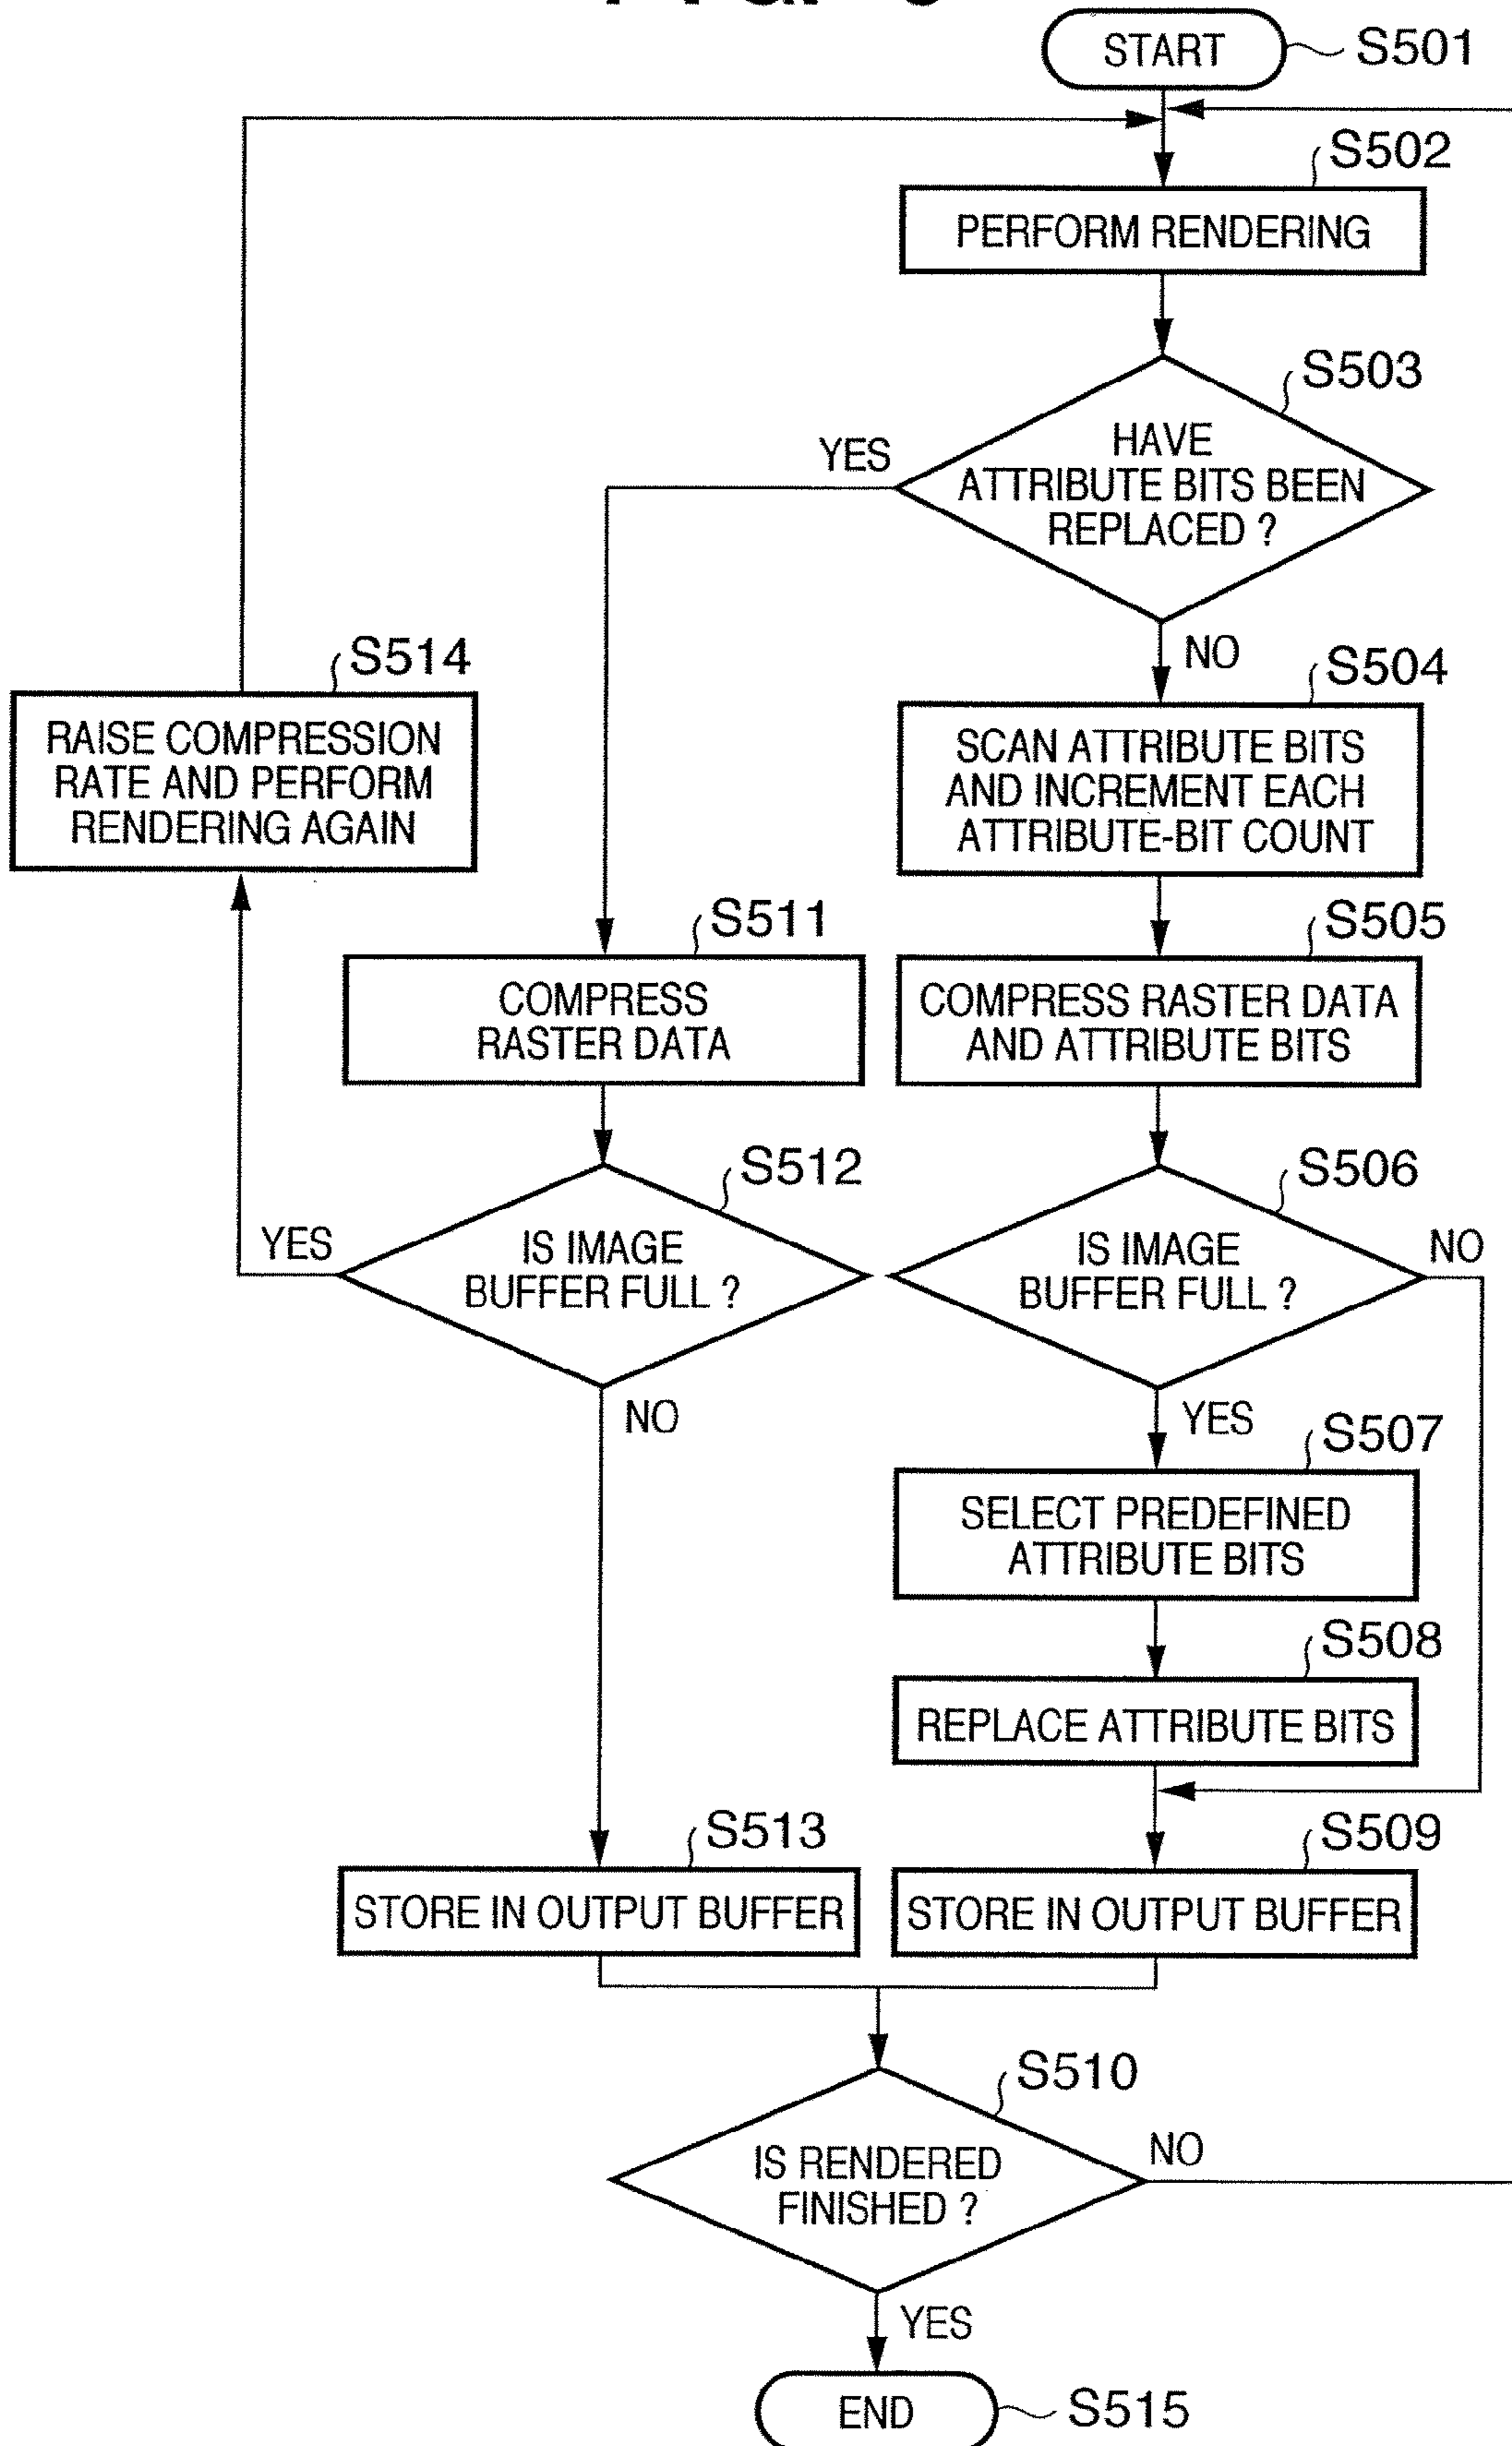 START
S501
S502
PERFORM RENDERING
S503
HAVE
ATTRIBUTE BITS BEEN
REPLACED ?
YES
NO
S504
SCAN ATTRIBUTE BITS
AND INCREMENT EACH
ATTRIBUTE-BIT COUNT
S514
RAISE COMPRESSION
RATE AND PERFORM
RENDERING AGAIN
S511
COMPRESS
RASTER DATA
S505
COMPRESS RASTER DATA
AND ATTRIBUTE BITS
S512
IS IMAGE
BUFFER FULL ?
YES
NO
S506
IS IMAGE
BUFFER FULL ?
NO
YES
S507
SELECT PREDEFINED
ATTRIBUTE BITS
S508
REPLACE ATTRIBUTE BITS
S513
STORE IN OUTPUT BUFFER
S509
STORE IN OUTPUT BUFFER
S510
IS RENDERED
FINISHED ?
NO
YES
END
S515